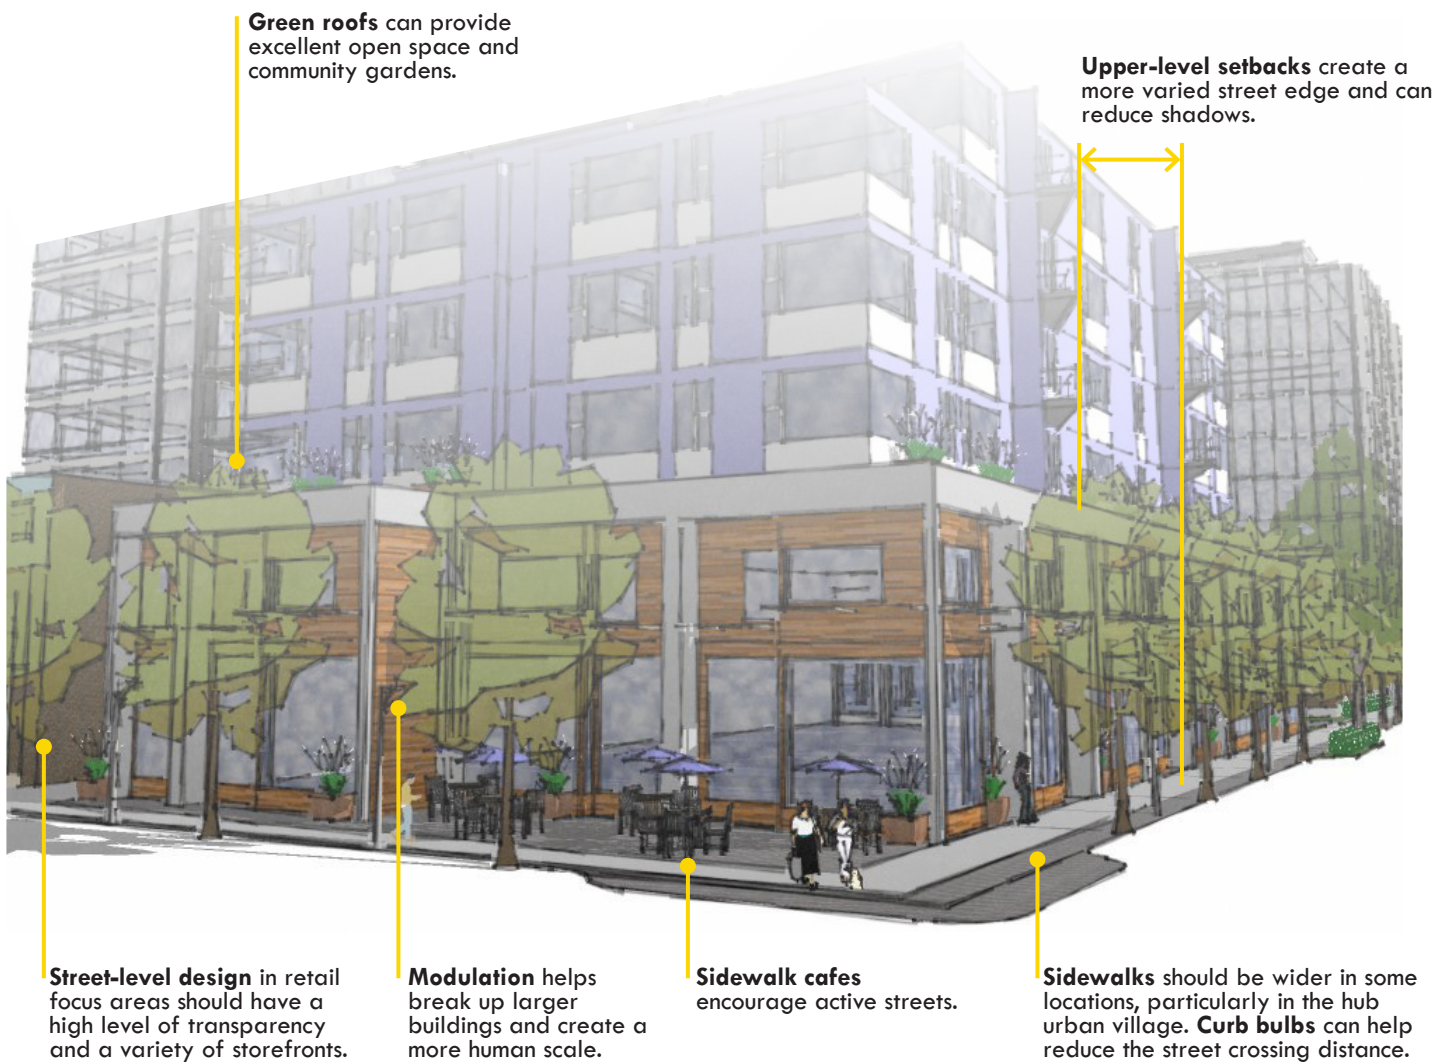 Green roofs can provide
excellent open space and
community gardens.
Upper-level setbacks create a
more varied street edge and can
reduce shadows.
Street-level design in retail
focus areas should have a
high level of transparency
and a variety of storefronts.
Modulation helps
break up larger
buildings and create a
more human scale.
Sidewalk cafes
encourage active streets.
Sidewalks should be wider in some
locations, particularly in the hub
urban village. Curb bulbs can help
reduce the street crossing distance.